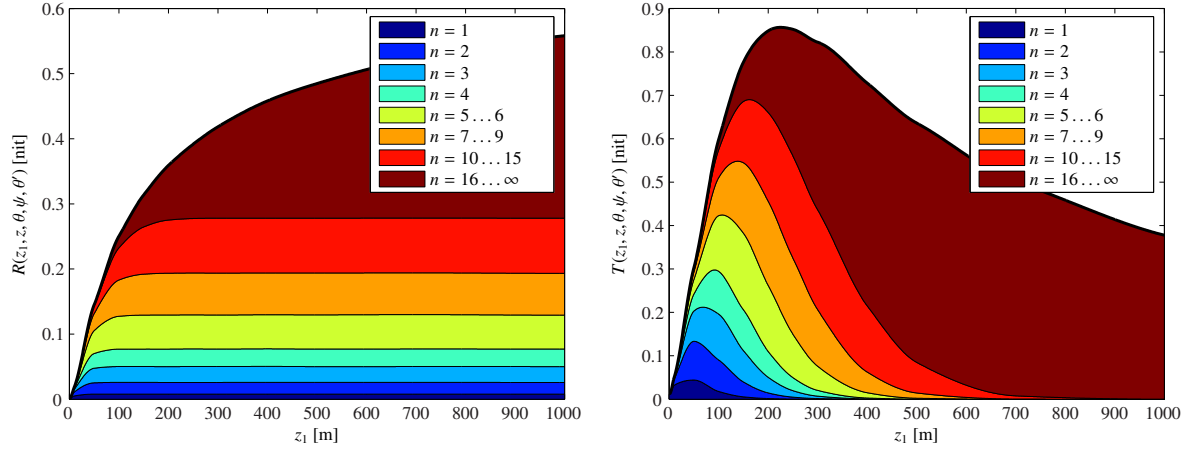 R(z₁, z, θ, ψ, θ′) [nit]
0.6
0.5
0.4
0.3
0.2
0.1
0
n = 1
n = 2
n = 3
n = 4
n = 5…6
n = 7…9
n = 10…15
n = 16…∞
0 100 200 300 400 500 600 700 800 900 1000
z₁ [m]
T(z₁, z, θ, ψ, θ′) [nit]
0.9
0.8
0.7
0.6
0.5
0.4
0.3
0.2
0.1
0
n = 1
n = 2
n = 3
n = 4
n = 5…6
n = 7…9
n = 10…15
n = 16…∞
0 100 200 300 400 500 600 700 800 900 1000
z₁ [m]